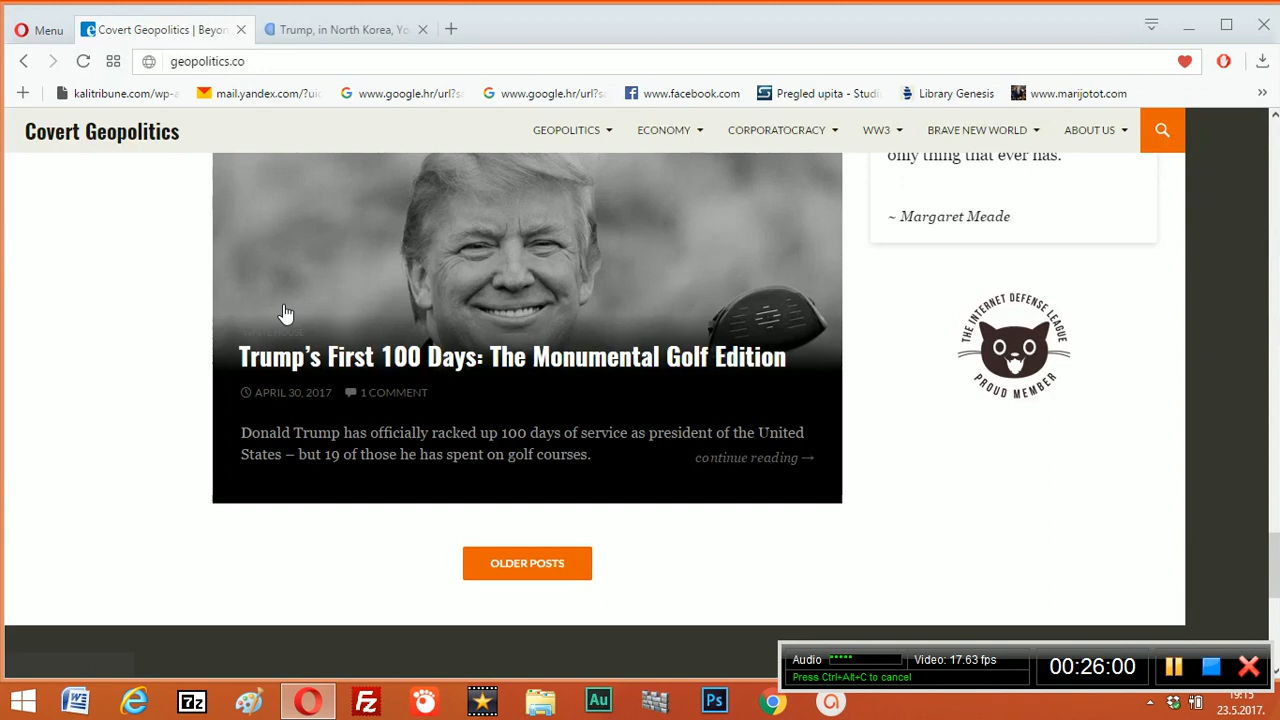 Menu
Covert Geopolitics | Beyon
Trump, in North Korea, Yo
geopolitics.co
kalitribune.com/wp-a
mail.yandex.com/?ui
www.google.hr/url?s
www.google.hr/url?s
www.facebook.com
Pregled upita - Studi
Library Genesis
www.marijotot.com
Covert Geopolitics
GEOPOLITICS
ECONOMY
CORPORATOCRACY
WW3
BRAVE NEW WORLD
ABOUT US
only thing that ever has.
~ Margaret Meade
THE INTERNET DEFENSE LEAGUE
PROUD MEMBER
Trump's First 100 Days: The Monumental Golf Edition
APRIL 30, 2017
1 COMMENT
Donald Trump has officially racked up 100 days of service as president of the United
States – but 19 of those he has spent on golf courses.
continue reading →
OLDER POSTS
Audio
Video: 17.63 fps
Press Ctrl+Alt+C to cancel
00:26:00
19:15
23.5.2017.